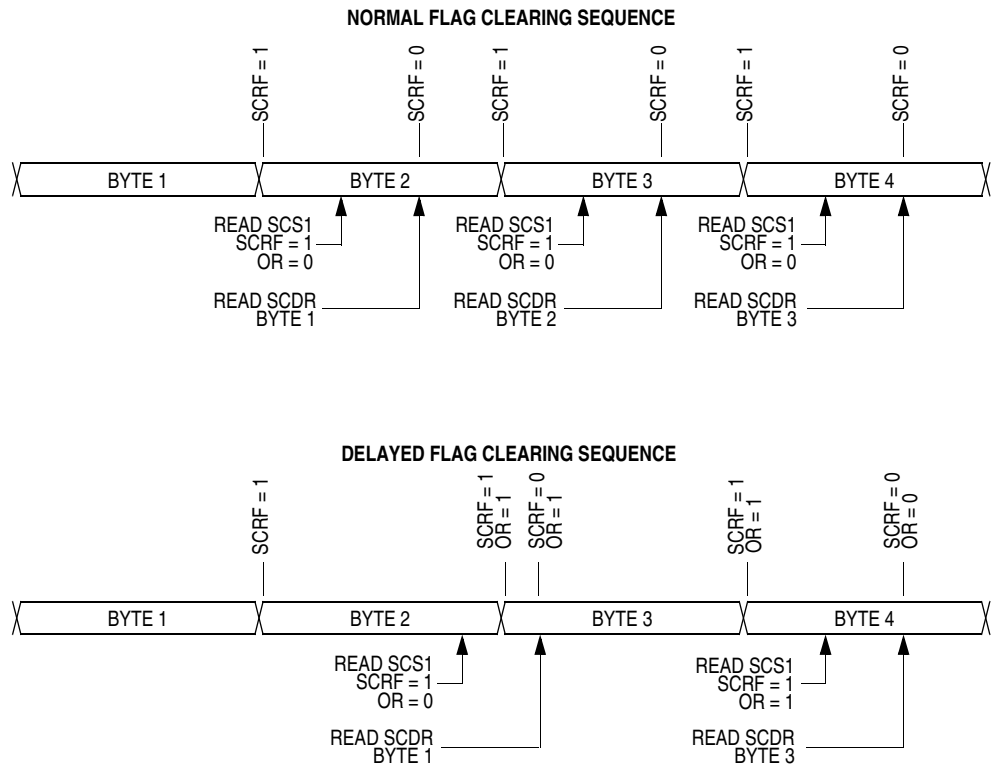 NORMAL FLAG CLEARING SEQUENCE
SCRF = 1
SCRF = 0
SCRF = 1
SCRF = 0
SCRF = 1
SCRF = 0
BYTE 1
BYTE 2
BYTE 3
BYTE 4
READ SCS1
SCRF = 1
OR = 0
READ SCS1
SCRF = 1
OR = 0
READ SCS1
SCRF = 1
OR = 0
READ SCDR
BYTE 1
READ SCDR
BYTE 2
READ SCDR
BYTE 3
DELAYED FLAG CLEARING SEQUENCE
SCRF = 1
SCRF = 1
OR = 1
SCRF = 0
OR = 1
SCRF = 1
OR = 1
SCRF = 0
OR = 0
BYTE 1
BYTE 2
BYTE 3
BYTE 4
READ SCS1
SCRF = 1
OR = 0
READ SCS1
SCRF = 1
OR = 1
READ SCDR
BYTE 1
READ SCDR
BYTE 3